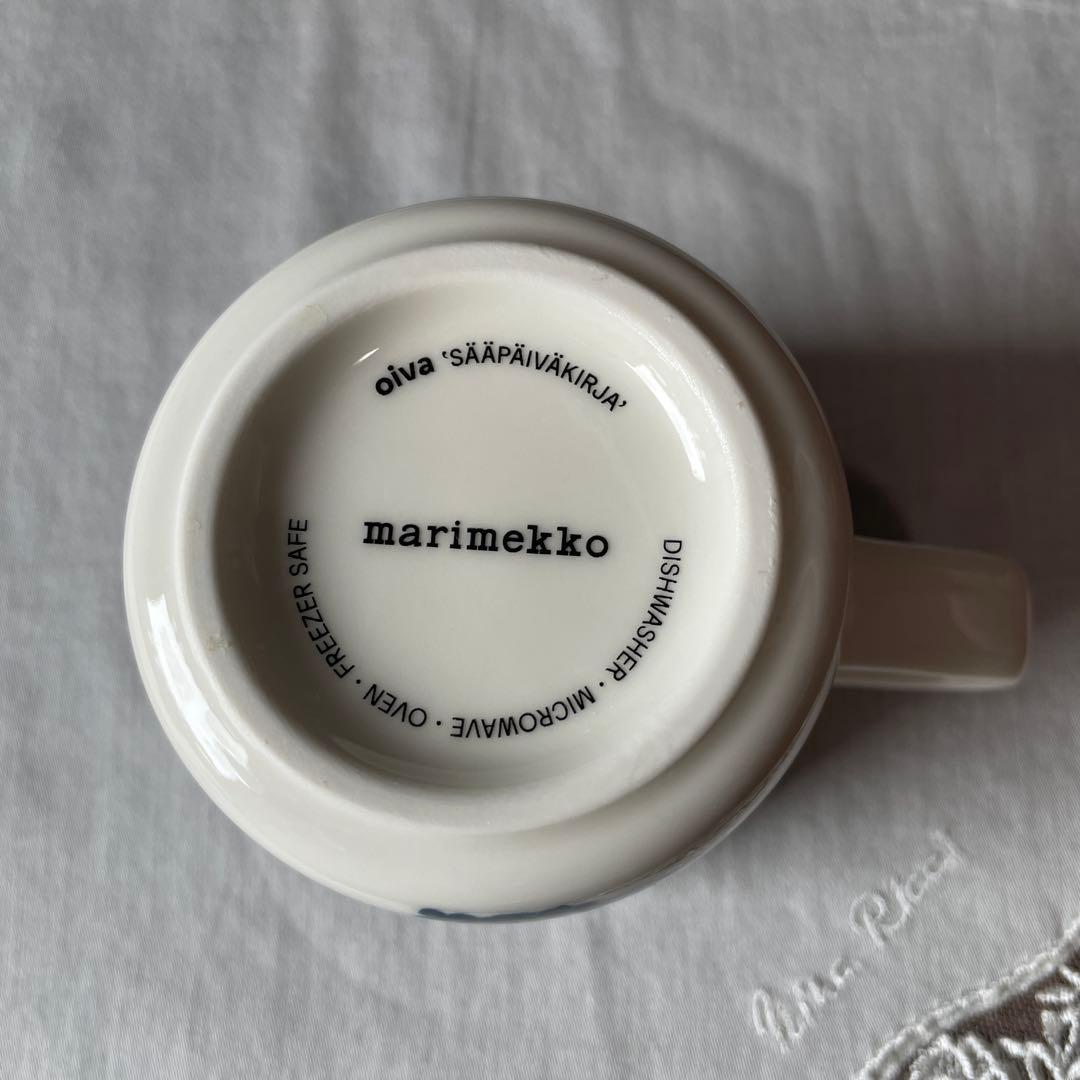 oiva ‘SÄÄPÄIVÄKIRJA’
marimekko
DISHWASHER · MICROWAVE · OVEN · FREEZER SAFE